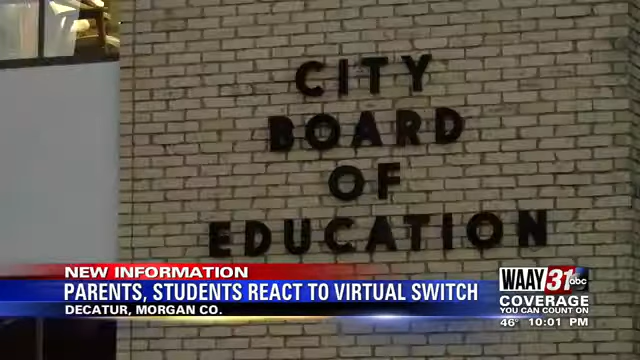 CITY
BOARD
OF
EDUCATION
NEW INFORMATION
PARENTS, STUDENTS REACT TO VIRTUAL SWITCH
DECATUR, MORGAN CO.
WAAY 31 abc
COVERAGE
YOU CAN COUNT ON
46° 10:01 PM